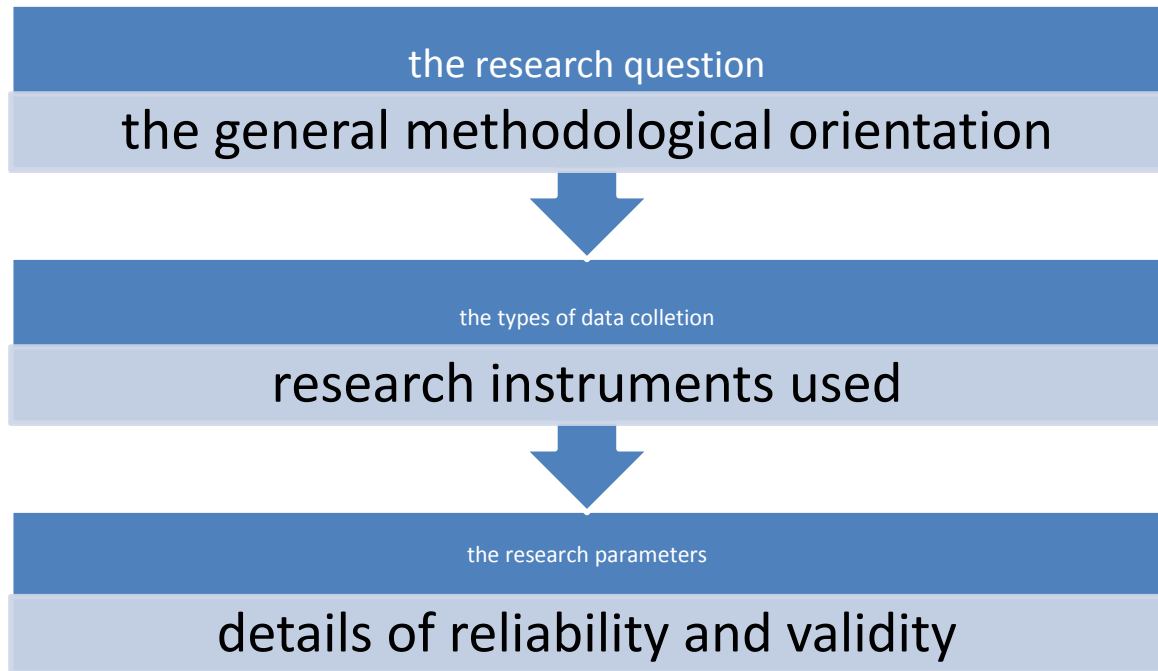 the research question
the general methodological orientation
the types of data colletion
research instruments used
the research parameters
details of reliability and validity